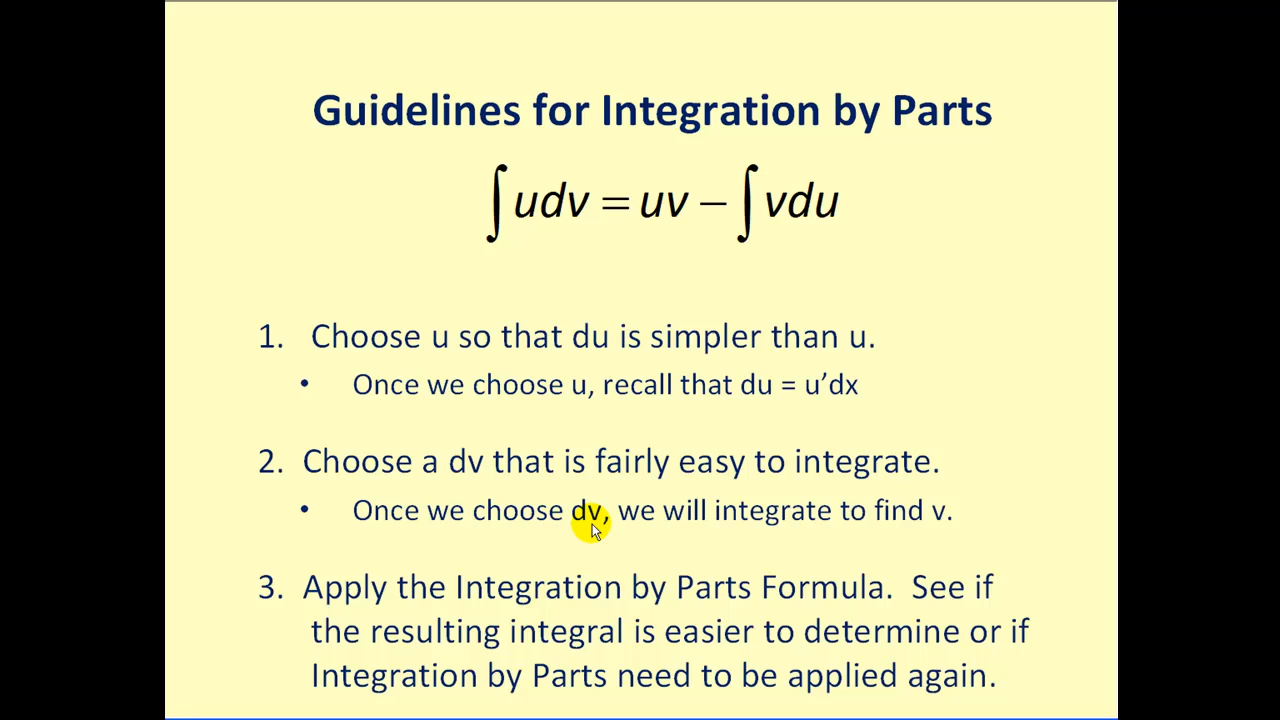 Guidelines for Integration by Parts
∫udv = uv − ∫vdu
1. Choose u so that du is simpler than u.
• Once we choose u, recall that du = u’dx
2. Choose a dv that is fairly easy to integrate.
• Once we choose dv, we will integrate to find v.
3. Apply the Integration by Parts Formula. See if
the resulting integral is easier to determine or if
Integration by Parts need to be applied again.